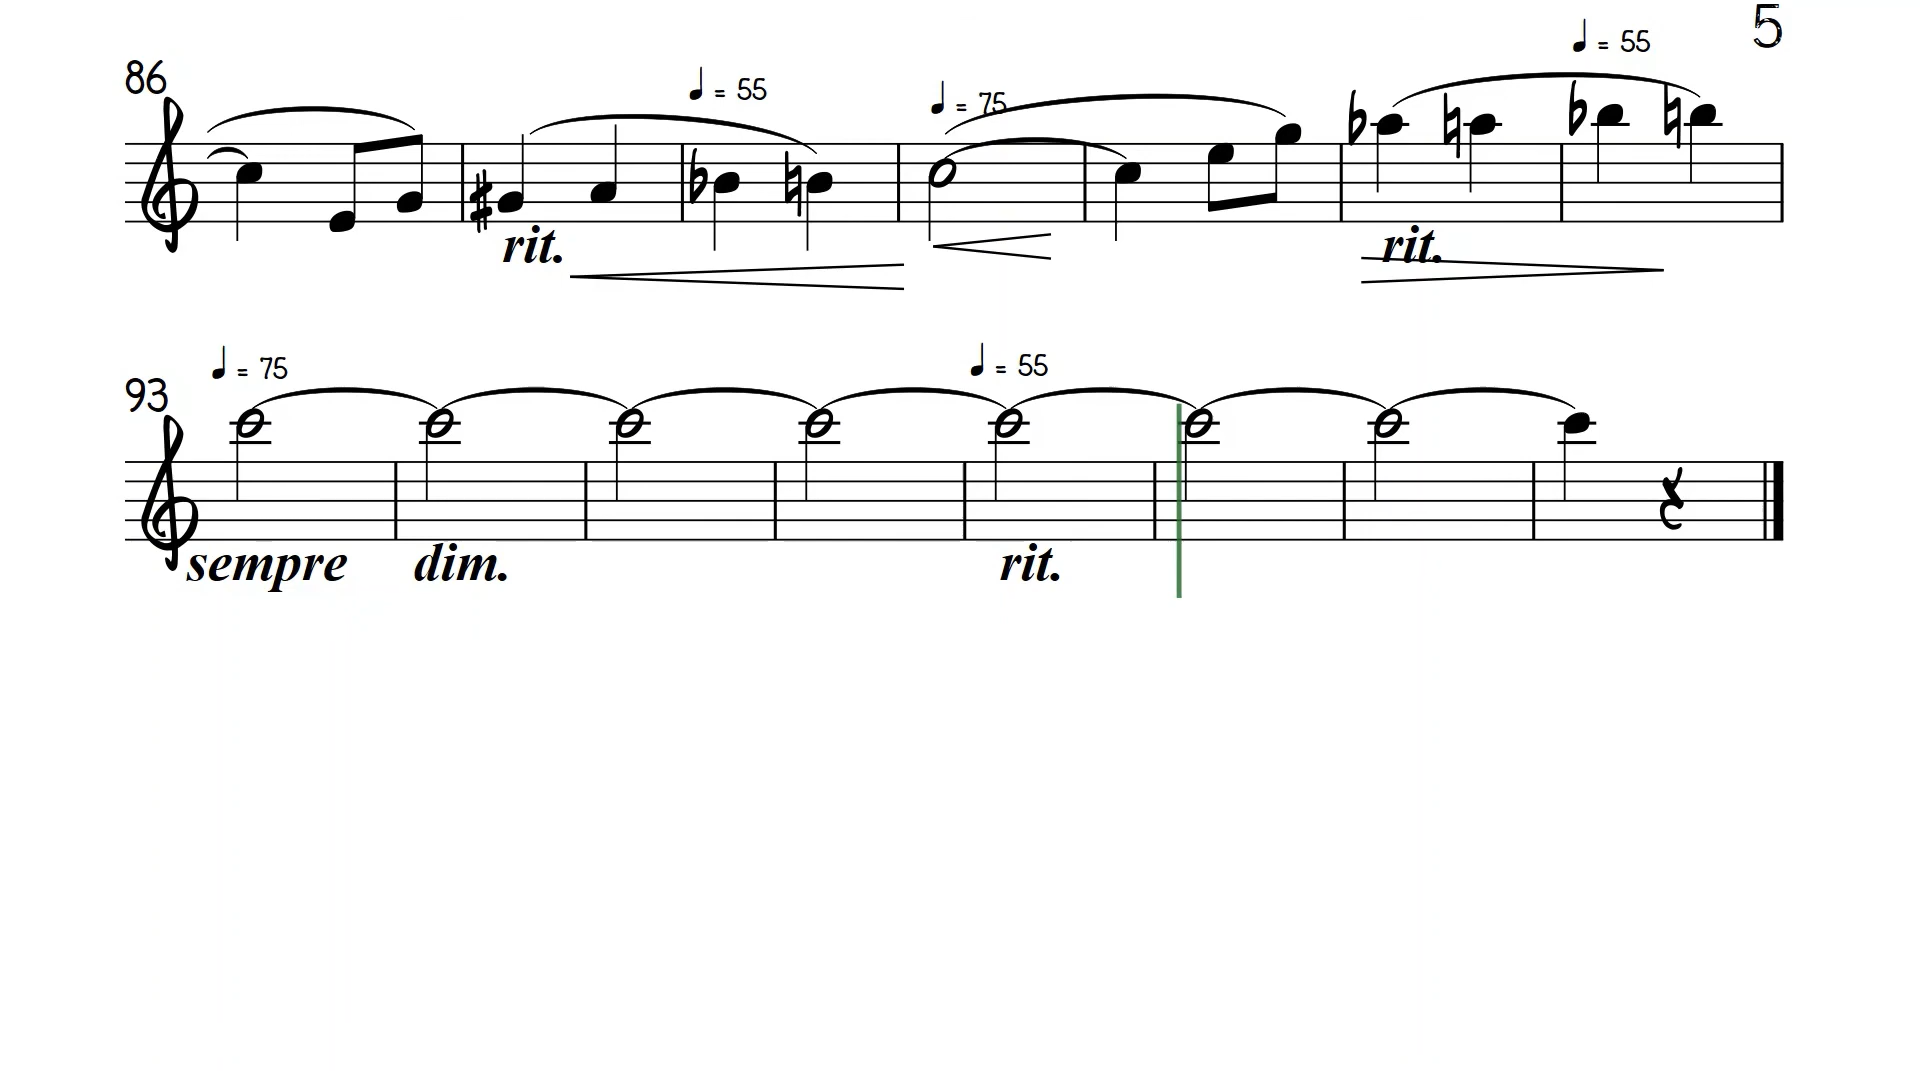 5
♩ = 55
86
♩ = 55
♩ = 75
rit.
rit.
93
♩ = 75
♩ = 55
sempre dim.
rit.